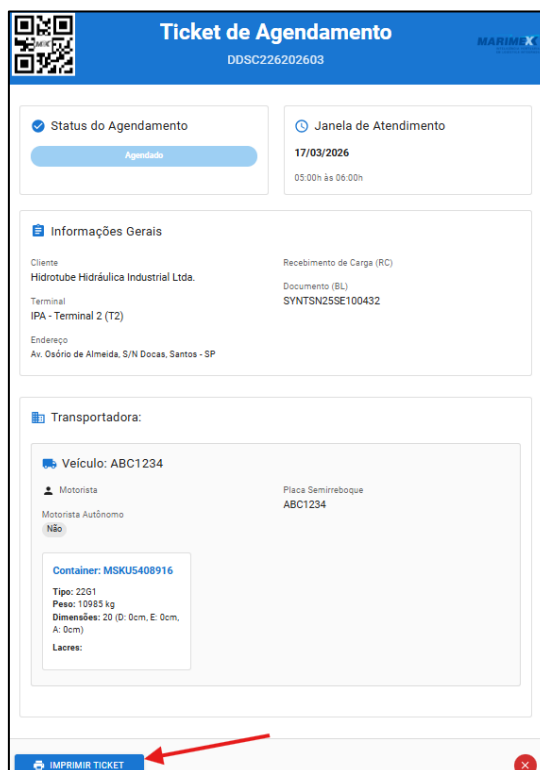 Ticket de Agendamento
DDSC226202603
MARIMEX
Status do Agendamento
Agendado
Janela de Atendimento
17/03/2026
05:00h às 06:00h
Informações Gerais
Cliente
Hidrotube Hidráulica Industrial Ltda.
Terminal
IPA - Terminal 2 (T2)
Endereço
Av. Osório de Almeida, S/N Docas, Santos - SP
Recebimento de Carga (RC)
Documento (BL)
SYNTSN25SE100432
Transportadora:
Veículo: ABC1234
Motorista
Motorista Autônomo
Não
Placa Semirreboque
ABC1234
Container: MSKU5408916
Tipo: 22G1
Peso: 10985 kg
Dimensões: 20 (D: 0cm, E: 0cm,
A: 0cm)
Lacres:
IMPRIMIR TICKET